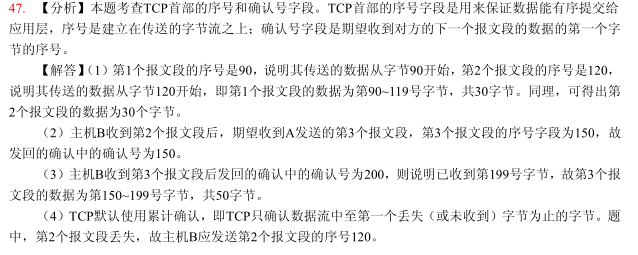 47. 【分析】本题考查TCP首部的序号和确认号字段。TCP首部的序号字段是用来保证数据能有序提交给
应用层，序号是建立在传送的字节流之上；确认号字段是期望收到对方的下一个报文段的数据的第一个字
节的序号。
【解答】（1）第1个报文段的序号是90，说明其传送的数据从字节90开始，第2个报文段的序号是120，
说明其传送的数据从字节120开始，即第1个报文段的数据为第90~119号字节，共30字节。同理，可得出第
2个报文段的数据为30个字节。
（2）主机B收到第2个报文段后，期望收到A发送的第3个报文段，第3个报文段的序号字段为150，故
发回的确认中的确认号为150。
（3）主机B收到第3个报文段后发回的确认中的确认号为200，则说明已收到第199号字节，故第3个报
文段的数据为第150~199号字节，共50字节。
（4）TCP默认使用累计确认，即TCP只确认数据流中至第一个丢失（或未收到）字节为止的字节。题
中，第2个报文段丢失，故主机B应发送第2个报文段的序号120。